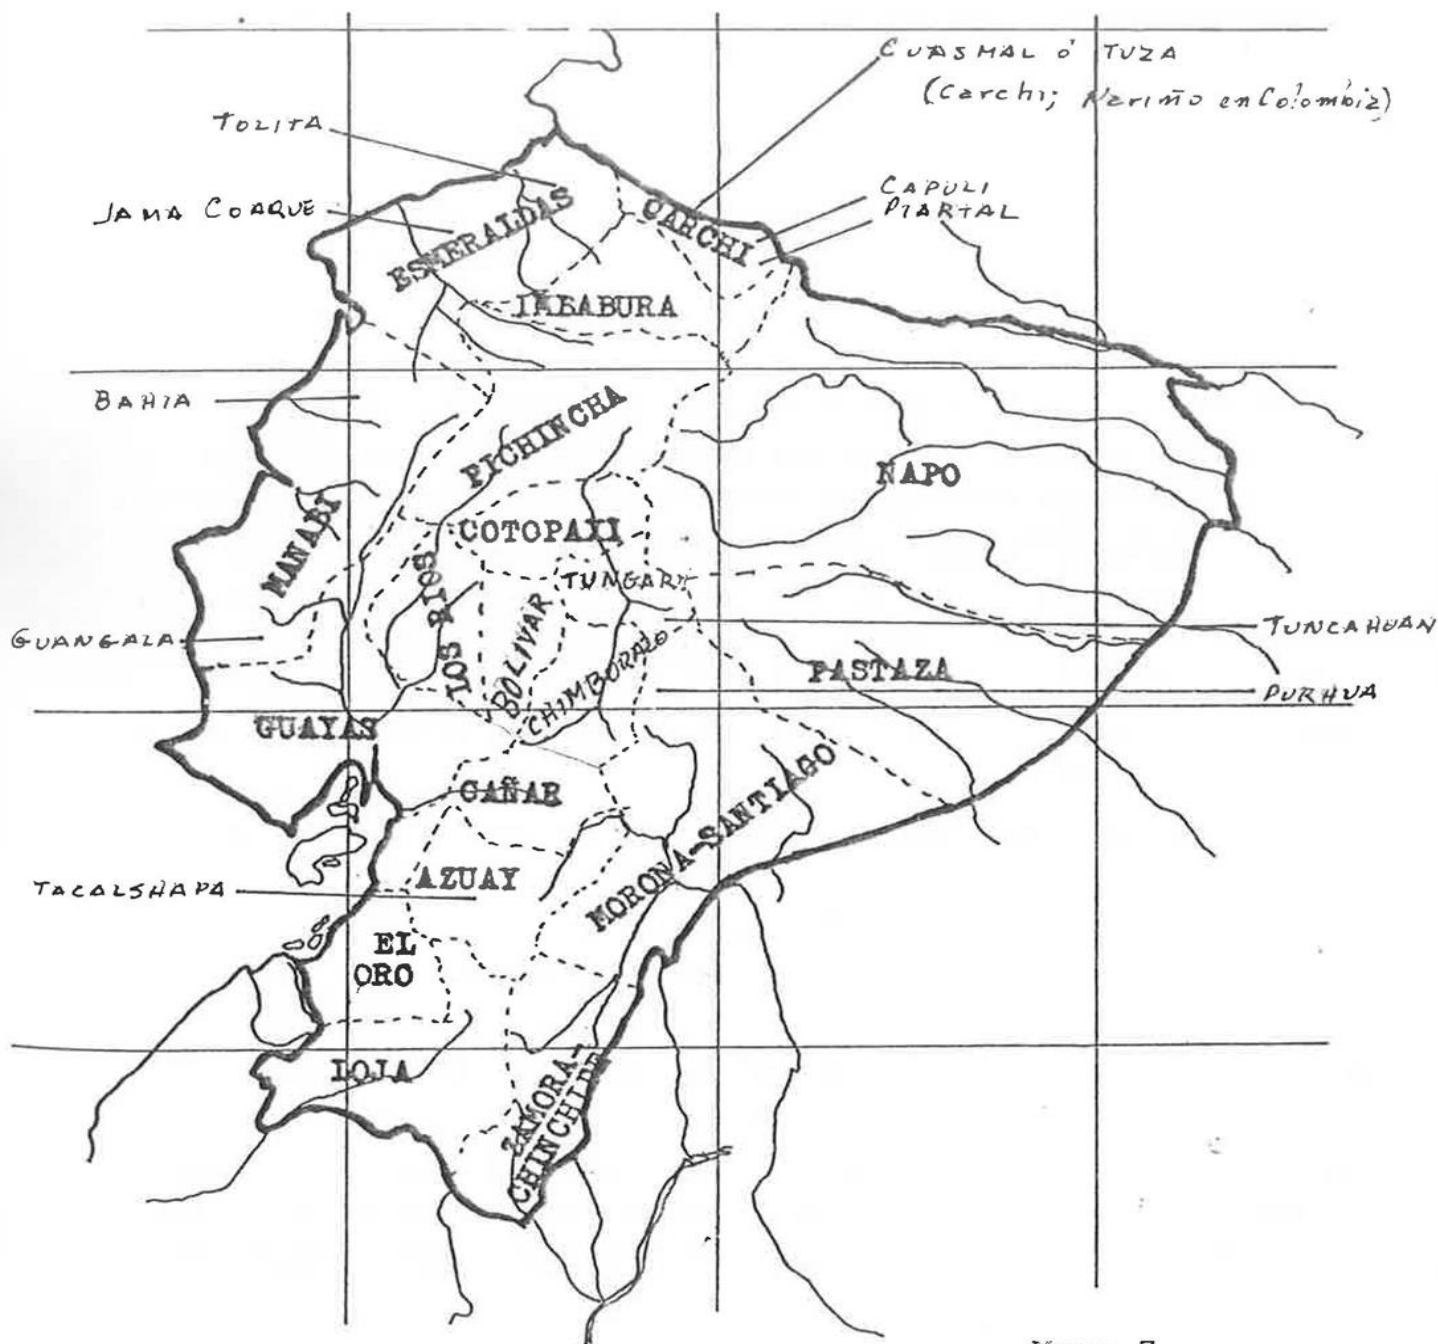 CUASMAL ó TUZA
(Carchi; Nariño en Colombia)
TOLITA
CAPULI
PIARTAL
JAMA COAQUE
ESMERALDAS
CARCHI
IMBABURA
BAHIA
PICHINCHA
NAPO
MANABI
COTOPAXI
TUNGARH
LOS RIOS
BOLIVAR
CHIMBORAZO
GUANGALA
TUNCAHUAN
PASTAZA
PURHUA
GUAYAS
CAÑAR
MORONA-SANTIAGO
AZUAY
TACALSHAPA
EL
ORO
LOJA
ZAMORA-
CHINCHIPE